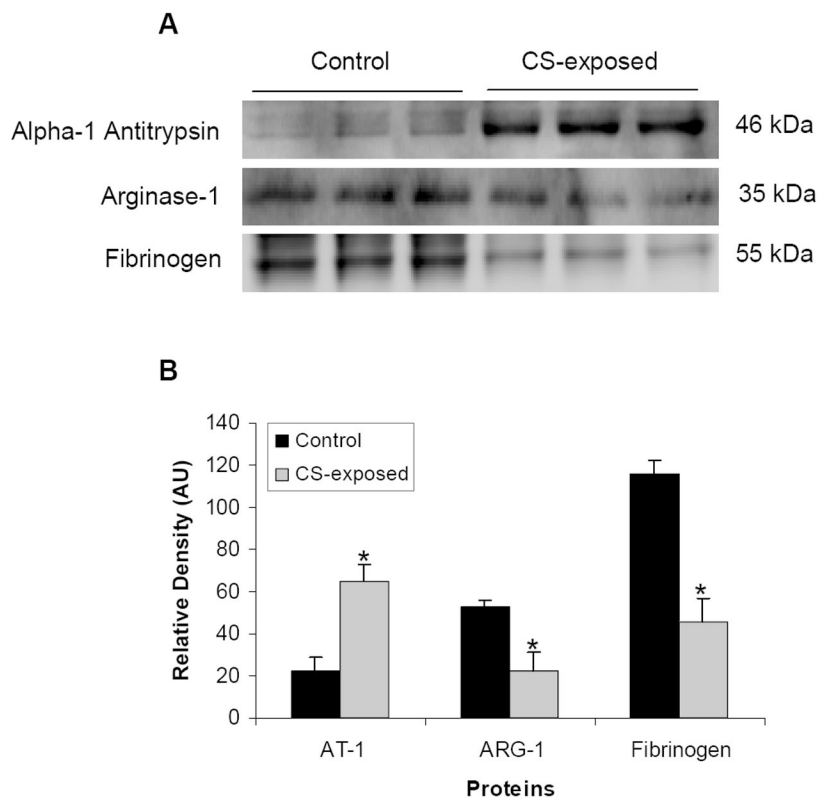 A
Control CS-exposed
Alpha-1 Antitrypsin 46 kDa
Arginase-1 35 kDa
Fibrinogen 55 kDa
B
140
120
100
80
60
40
20
0
Relative Density (AU)
Control
CS-exposed
*
*
*
AT-1 ARG-1 Fibrinogen
Proteins